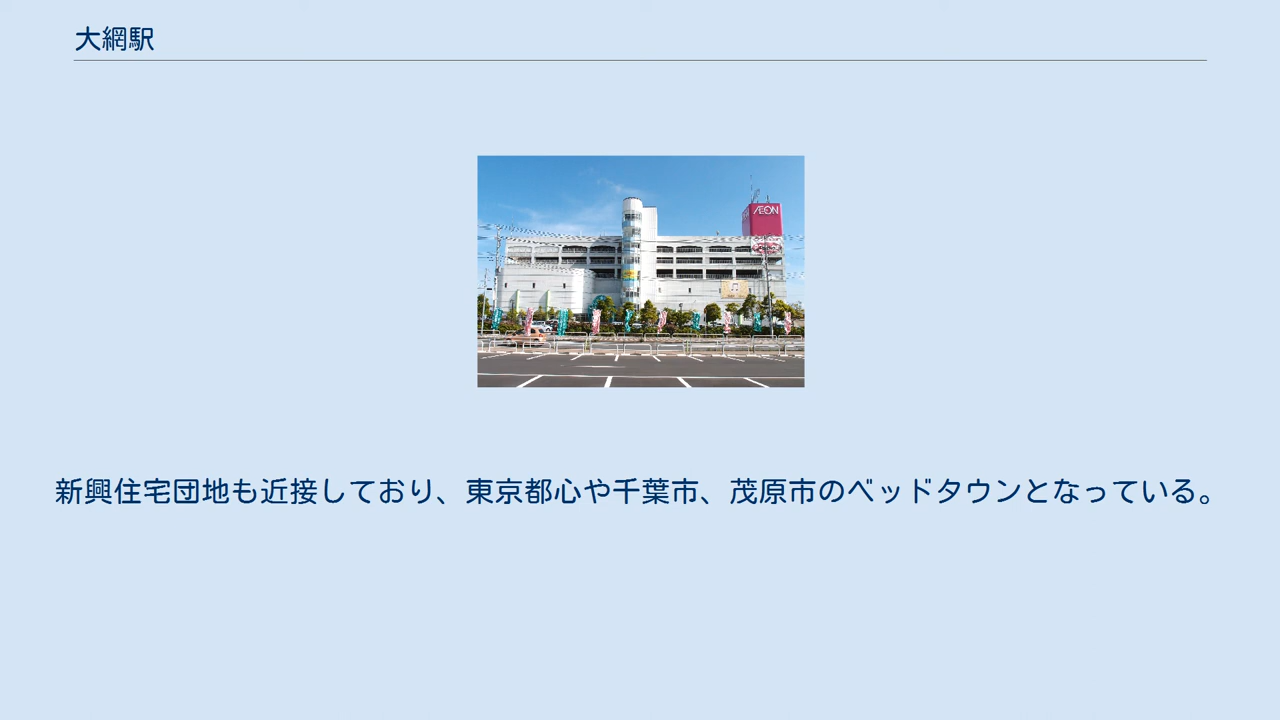 大網駅
ÆON
新興住宅団地も近接しており、東京都心や千葉市、茂原市のベッドタウンとなっている。